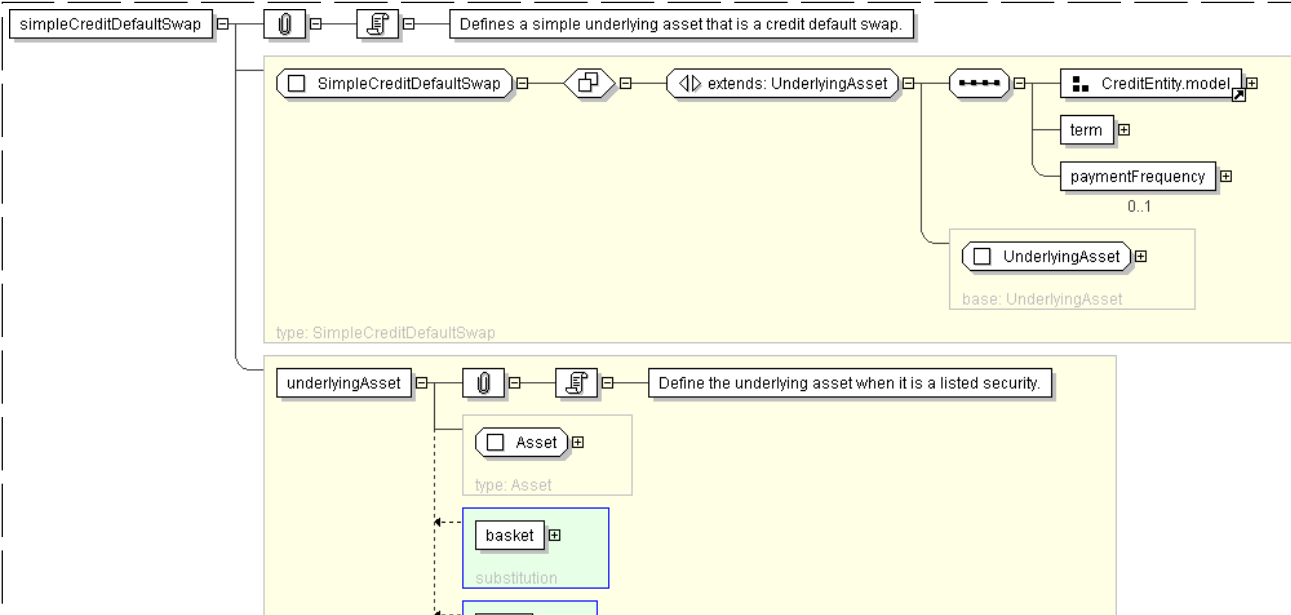 simpleCreditDefaultSwap
Defines a simple underlying asset that is a credit default swap.
SimpleCreditDefaultSwap
extends: UnderlyingAsset
CreditEntity.model
term
paymentFrequency
0..1
UnderlyingAsset
base: UnderlyingAsset
type: SimpleCreditDefaultSwap
underlyingAsset
Define the underlying asset when it is a listed security.
Asset
type: Asset
basket
substitution